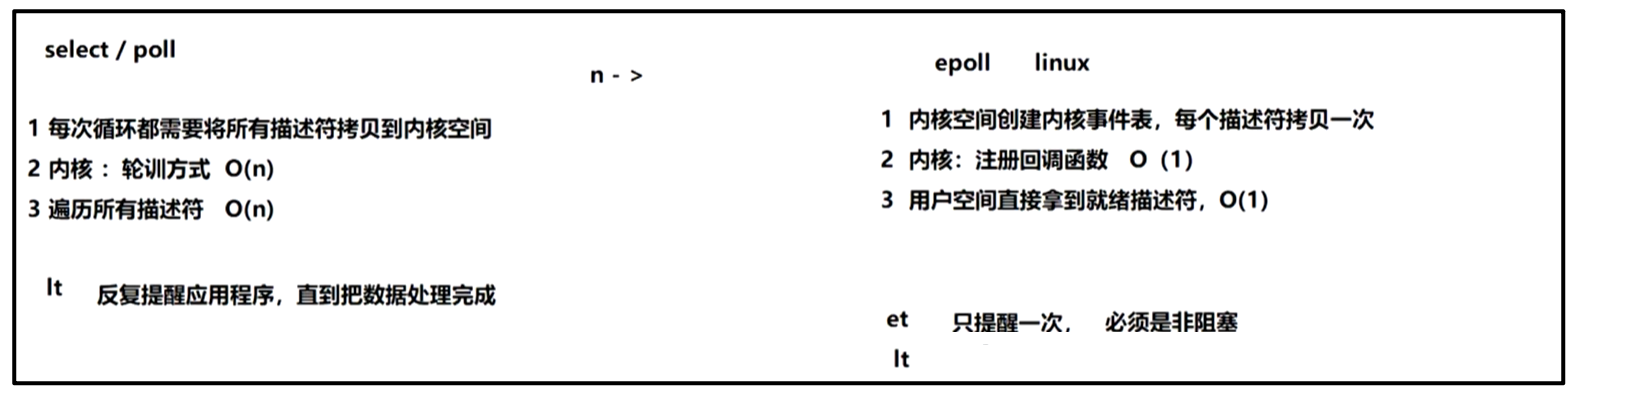 select / poll
n - >
1 每次循环都需要将所有描述符拷贝到内核空间
2 内核 ：轮训方式 O(n)
3 遍历所有描述符 O(n)
lt 反复提醒应用程序，直到把数据处理完成
epoll linux
1 内核空间创建内核事件表，每个描述符拷贝一次
2 内核：注册回调函数 O（1）
3 用户空间直接拿到就绪描述符，O(1)
et 只提醒一次， 必须是非阻塞
lt